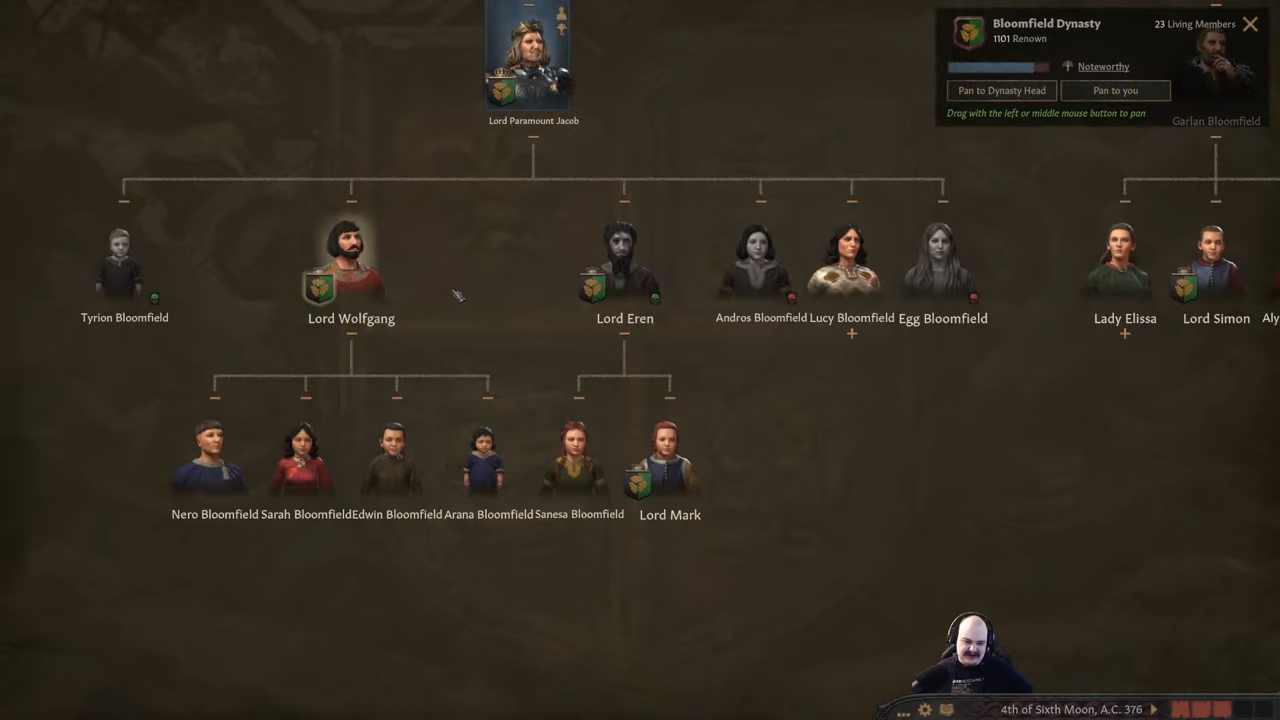 Bloomfield Dynasty
23 Living Members
1101 Renown
Noteworthy
Pan to Dynasty Head
Pan to you
Drag with the left or middle mouse button to pan
Garlan Bloomfield
Lord Paramount Jacob
Tyrion Bloomfield
Lord Wolfgang
Lord Eren
Andros Bloomfield
Lucy Bloomfield
Egg Bloomfield
Lady Elissa
Lord Simon
Aly
Nero Bloomfield
Sarah Bloomfield
Edwin Bloomfield
Arana Bloomfield
Sanesa Bloomfield
Lord Mark
4th of Sixth Moon, A.C. 376